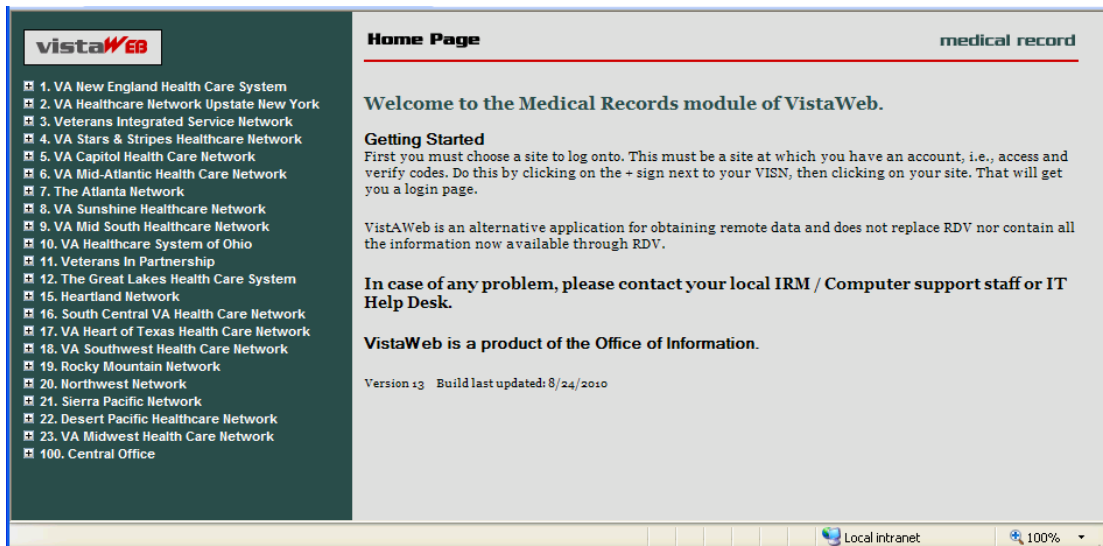 vistaWEB
Home Page
medical record
1. VA New England Health Care System
2. VA Healthcare Network Upstate New York
3. Veterans Integrated Service Network
4. VA Stars & Stripes Healthcare Network
5. VA Capitol Health Care Network
6. VA Mid-Atlantic Health Care Network
7. The Atlanta Network
8. VA Sunshine Healthcare Network
9. VA Mid South Healthcare Network
10. VA Healthcare System of Ohio
11. Veterans In Partnership
12. The Great Lakes Health Care System
15. Heartland Network
16. South Central VA Health Care Network
17. VA Heart of Texas Health Care Network
18. VA Southwest Health Care Network
19. Rocky Mountain Network
20. Northwest Network
21. Sierra Pacific Network
22. Desert Pacific Healthcare Network
23. VA Midwest Health Care Network
100. Central Office
Welcome to the Medical Records module of VistaWeb.
Getting Started
First you must choose a site to log onto. This must be a site at which you have an account, i.e., access and
verify codes. Do this by clicking on the + sign next to your VISN, then clicking on your site. That will get
you a login page.
VistAWeb is an alternative application for obtaining remote data and does not replace RDV nor contain all
the information now available through RDV.
In case of any problem, please contact your local IRM / Computer support staff or IT
Help Desk.
VistaWeb is a product of the Office of Information.
Version 13 Build last updated: 8/24/2010
Local intranet
100%